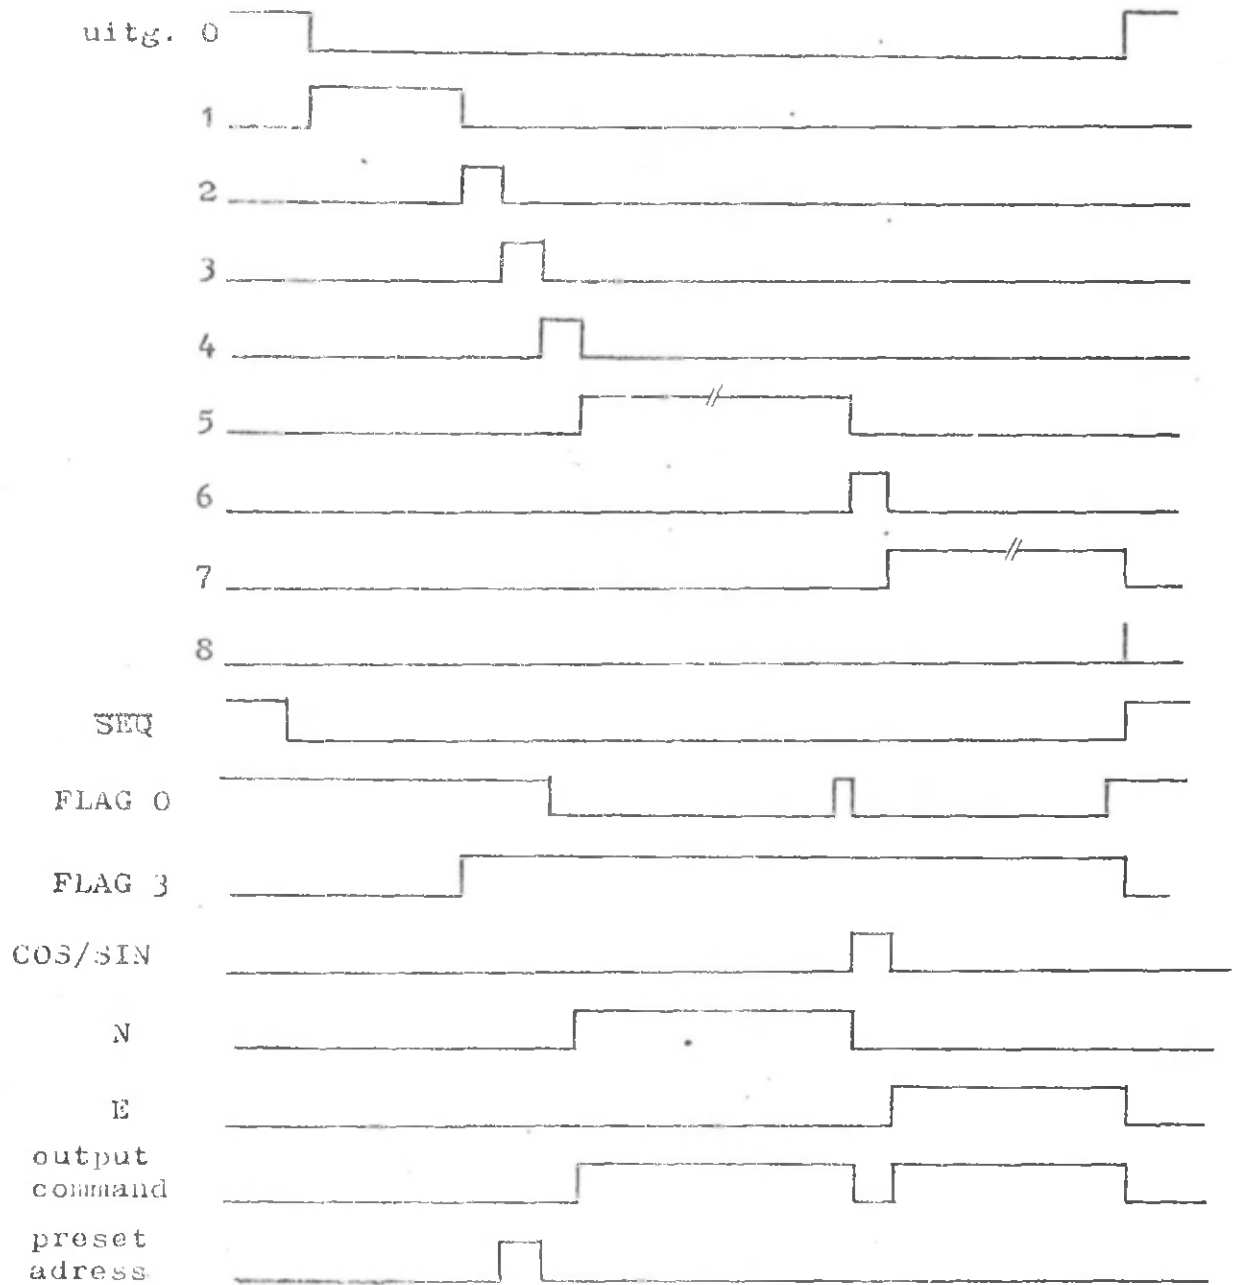 uitg. 0
1
2
3
4
5
6
7
8
SEQ
FLAG 0
FLAG 3
COS/SIN
N
E
output
command
preset
adress